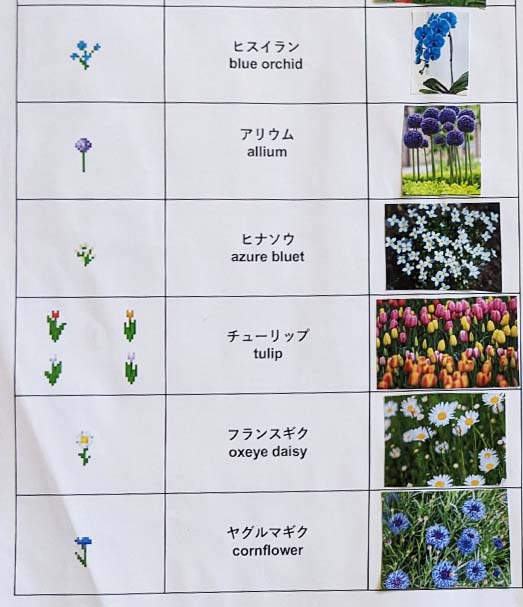 ヒスイラン
blue orchid
アリウム
allium
ヒナソウ
azure bluet
チューリップ
tulip
フランスギク
oxeye daisy
ヤグルマギク
cornflower